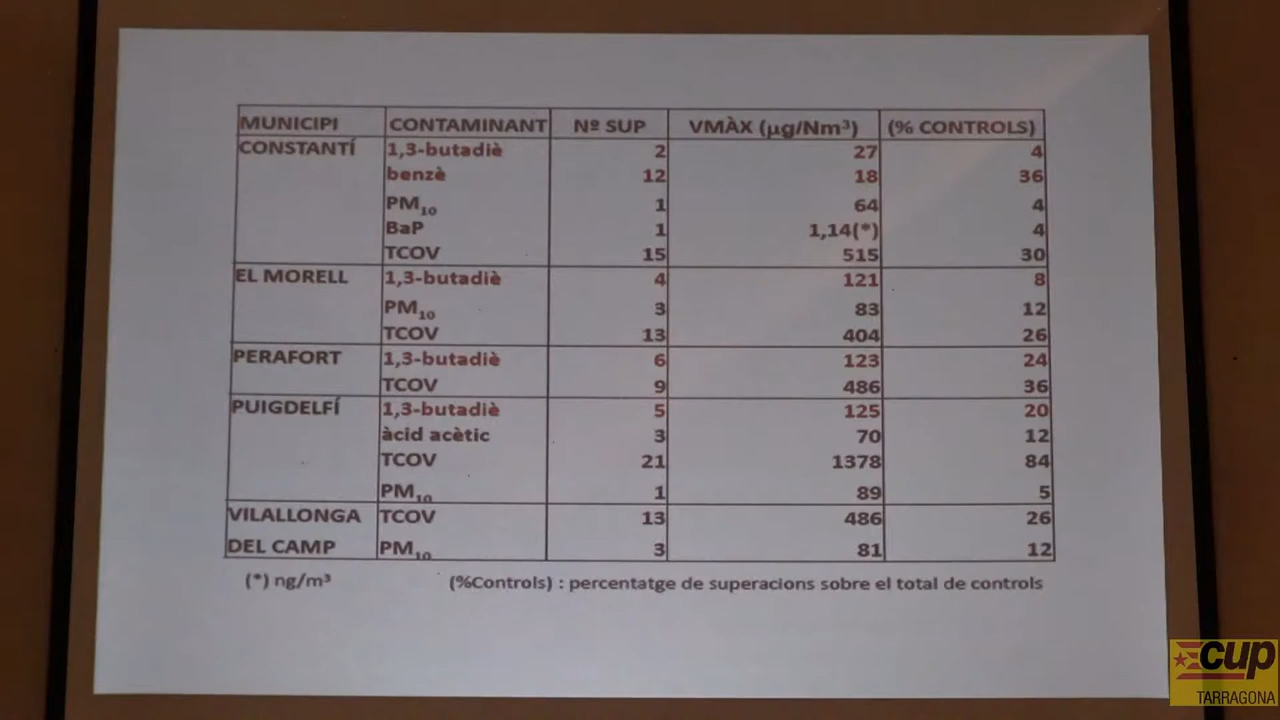 MUNICIPI CONTAMINANT Nº SUP VMÀX (µg/Nm³) (% CONTROLS)
CONSTANTÍ 1,3-butadiè 2 27 4
benzè 12 18 36
PM₁₀ 1 64 4
BaP 1 1,14(*) 4
TCOV 15 515 30
EL MORELL 1,3-butadiè 4 121 8
PM₁₀ 3 83 12
TCOV 13 404 26
PERAFORT 1,3-butadiè 6 123 24
TCOV 9 486 36
PUIGDELFÍ 1,3-butadiè 5 125 20
àcid acètic 3 70 12
TCOV 21 1378 84
PM₁₀ 1 89 5
VILALLONGA TCOV 13 486 26
DEL CAMP PM₁₀ 3 81 12
(*) ng/m³ (%Controls) : percentatge de superacions sobre el total de controls
cup
TARRAGONA